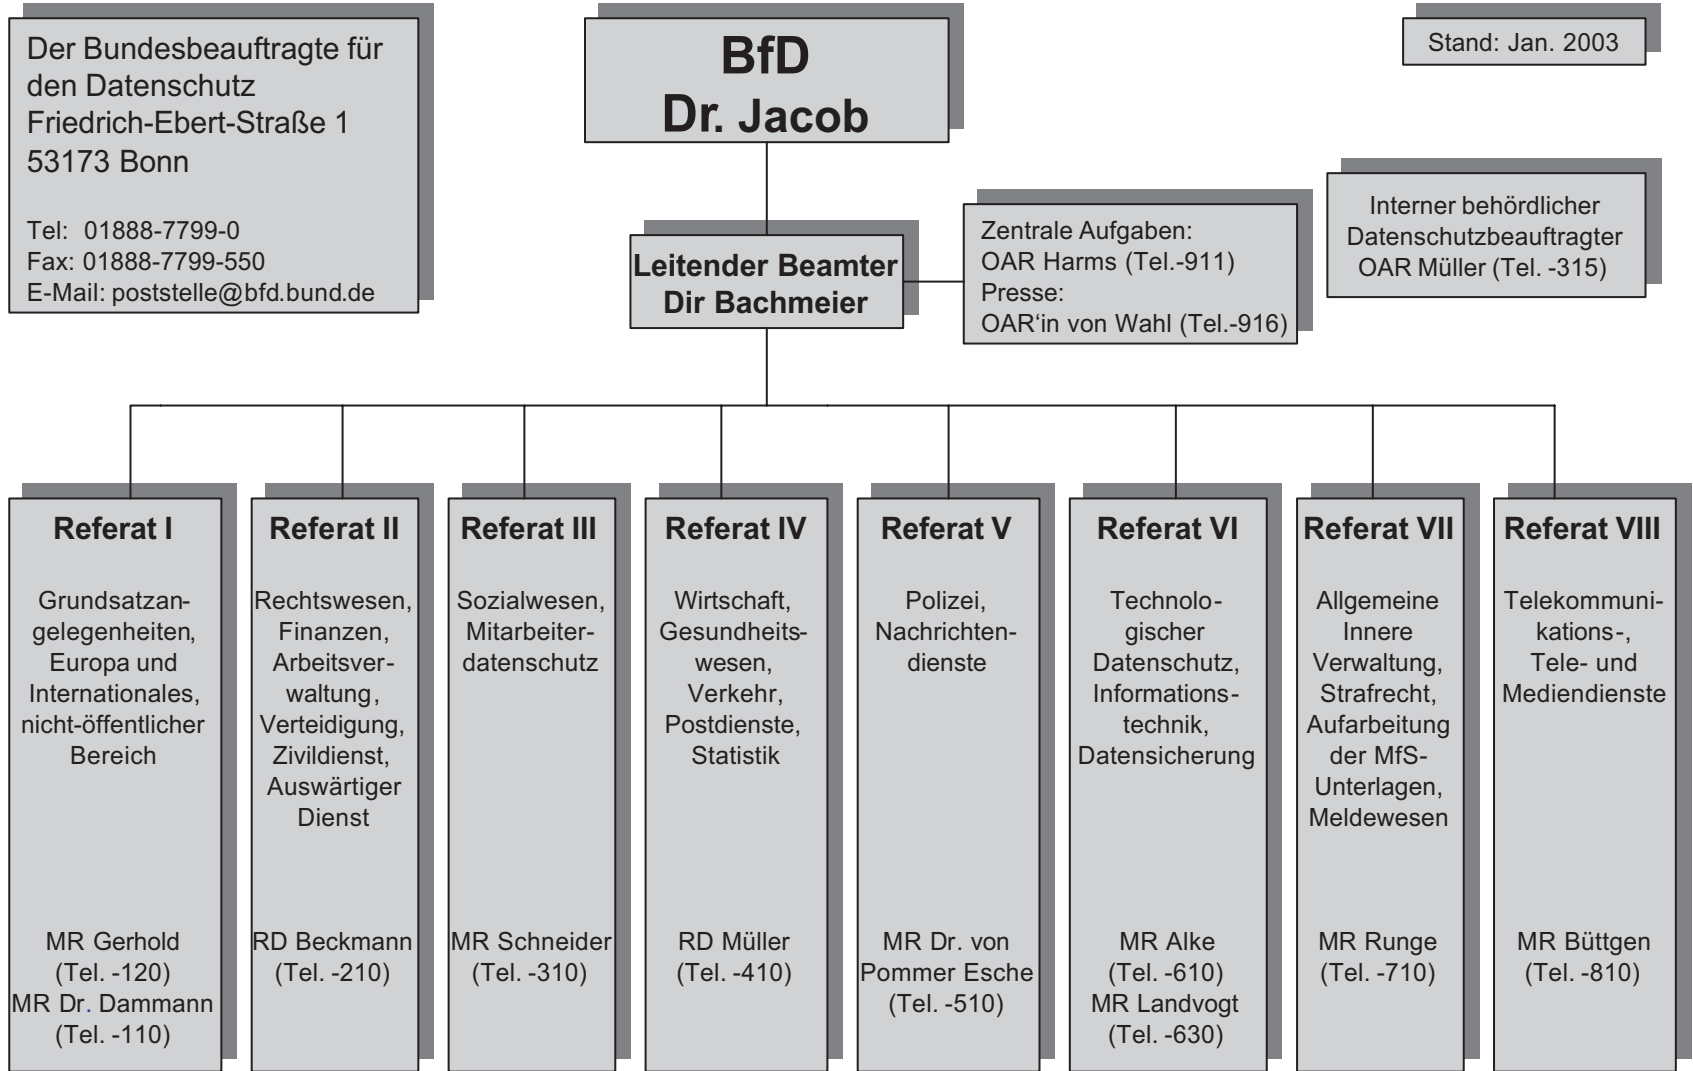 Der Bundesbeauftragte für
den Datenschutz
Friedrich-Ebert-Straße 1
53173 Bonn
Tel: 01888-7799-0
Fax: 01888-7799-550
E-Mail: poststelle@bfd.bund.de
BfD
Dr. Jacob
Stand: Jan. 2003
Leitender Beamter
Dir Bachmeier
Zentrale Aufgaben:
OAR Harms (Tel.-911)
Presse:
OAR‘in von Wahl (Tel.-916)
Interner behördlicher
Datenschutzbeauftragter
OAR Müller (Tel. -315)
Referat I
Grundsatzan-
gelegenheiten,
Europa und
Internationales,
nicht-öffentlicher
Bereich
MR Gerhold
(Tel. -120)
MR Dr. Dammann
(Tel. -110)
Referat II
Rechtswesen,
Finanzen,
Arbeitsver-
waltung,
Verteidigung,
Zivildienst,
Auswärtiger
Dienst
RD Beckmann
(Tel. -210)
Referat III
Sozialwesen,
Mitarbeiter-
datenschutz
MR Schneider
(Tel. -310)
Referat IV
Wirtschaft,
Gesundheits-
wesen,
Verkehr,
Postdienste,
Statistik
RD Müller
(Tel. -410)
Referat V
Polizei,
Nachrichten-
dienste
MR Dr. von
Pommer Esche
(Tel. -510)
Referat VI
Technolo-
gischer
Datenschutz,
Informations-
technik,
Datensicherung
MR Alke
(Tel. -610)
MR Landvogt
(Tel. -630)
Referat VII
Allgemeine
Innere
Verwaltung,
Strafrecht,
Aufarbeitung
der MfS-
Unterlagen,
Meldewesen
MR Runge
(Tel. -710)
Referat VIII
Telekommuni-
kations-,
Tele- und
Mediendienste
MR Büttgen
(Tel. -810)